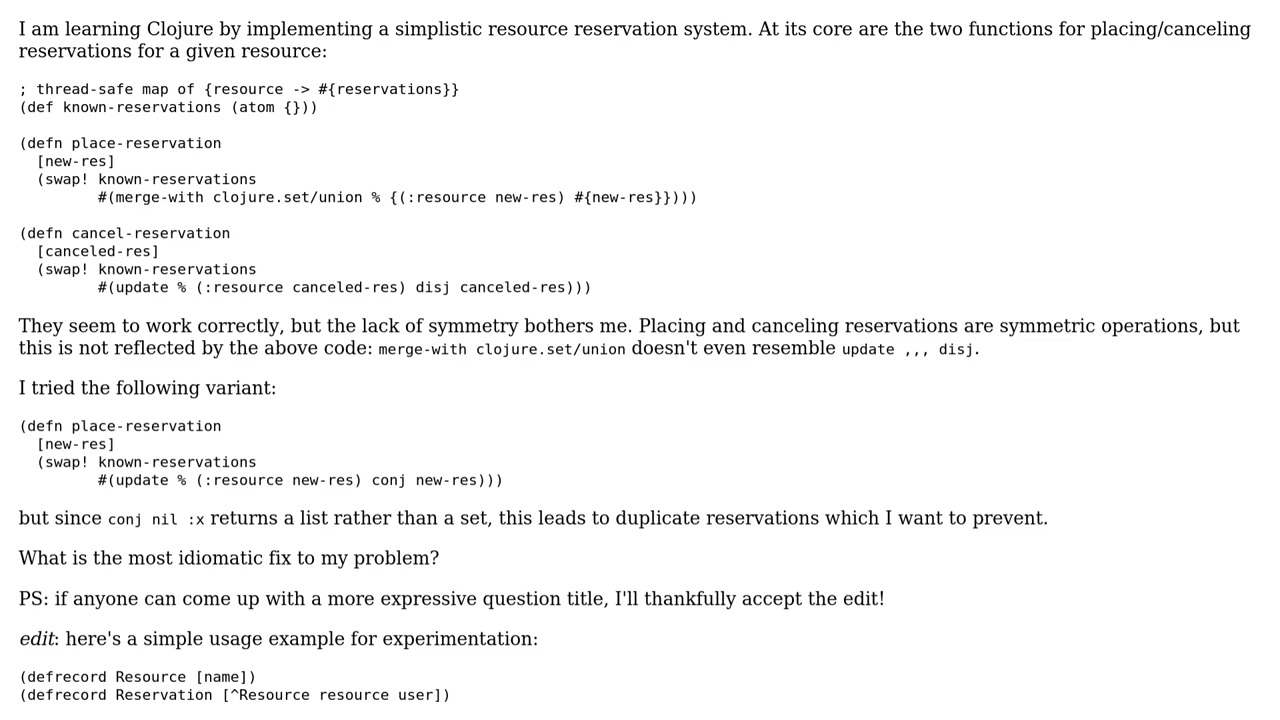 I am learning Clojure by implementing a simplistic resource reservation system. At its core are the two functions for placing/canceling
reservations for a given resource:
; thread-safe map of {resource -> #{reservations}}
(def known-reservations (atom {}))
(defn place-reservation
  [new-res]
  (swap! known-reservations
         #(merge-with clojure.set/union % {(:resource new-res) #{new-res}})))
(defn cancel-reservation
  [canceled-res]
  (swap! known-reservations
         #(update % (:resource canceled-res) disj canceled-res)))
They seem to work correctly, but the lack of symmetry bothers me. Placing and canceling reservations are symmetric operations, but
this is not reflected by the above code: merge-with clojure.set/union doesn't even resemble update ,,, disj.
I tried the following variant:
(defn place-reservation
  [new-res]
  (swap! known-reservations
         #(update % (:resource new-res) conj new-res)))
but since conj nil :x returns a list rather than a set, this leads to duplicate reservations which I want to prevent.
What is the most idiomatic fix to my problem?
PS: if anyone can come up with a more expressive question title, I'll thankfully accept the edit!
edit: here's a simple usage example for experimentation:
(defrecord Resource [name])
(defrecord Reservation [^Resource resource user])